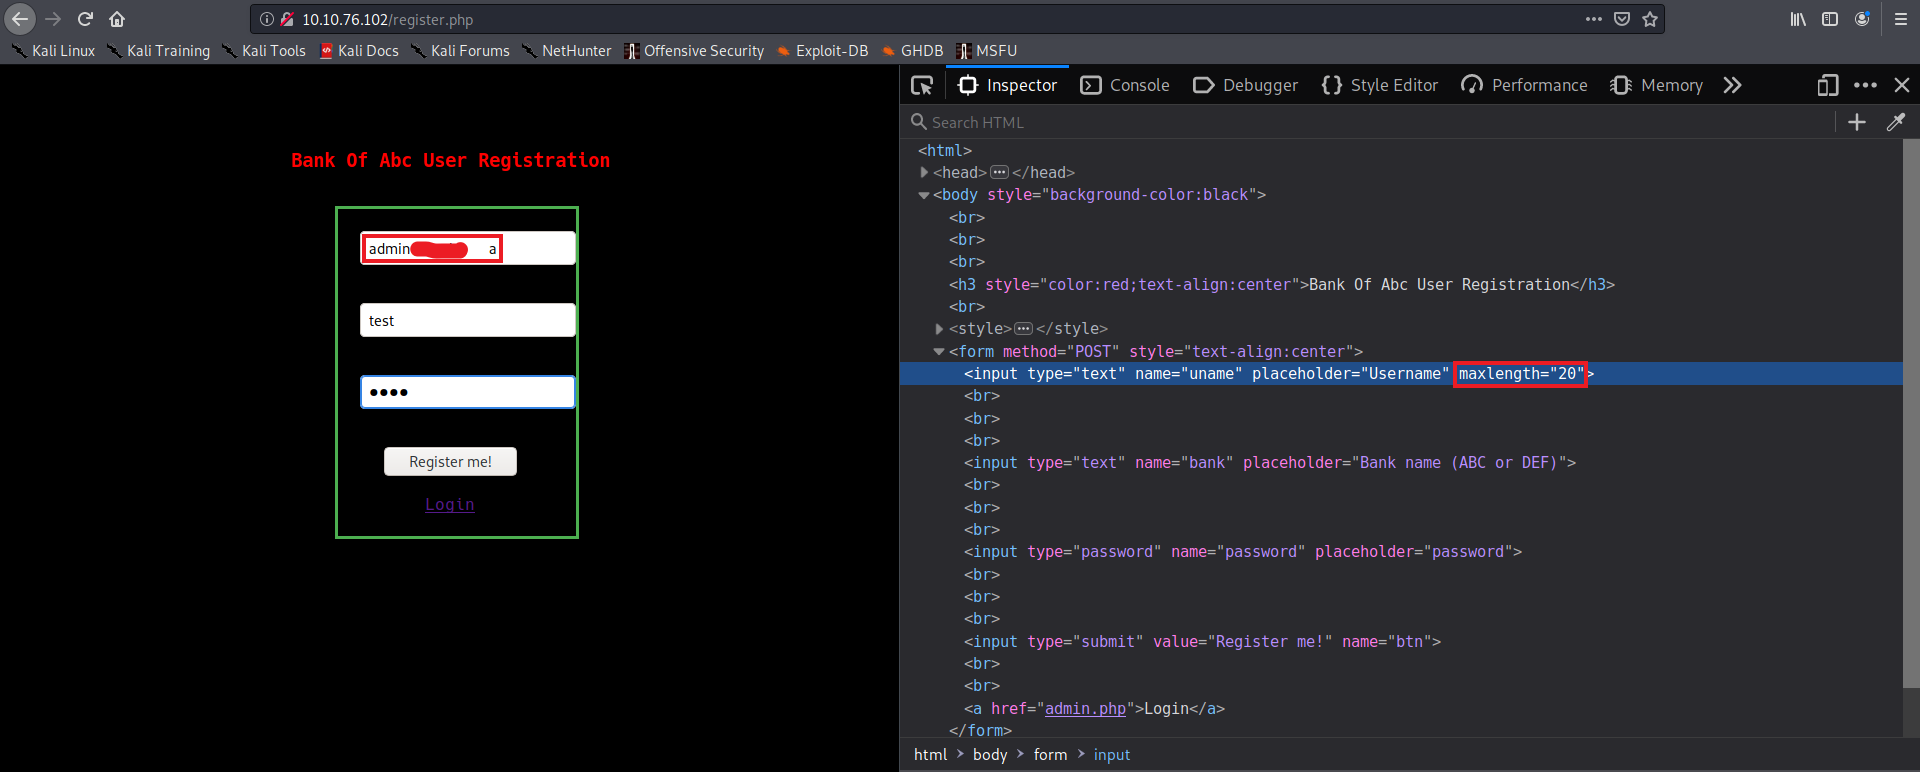 10.10.76.102/register.php
Kali Linux Kali Training Kali Tools Kali Docs Kali Forums NetHunter Offensive Security Exploit-DB GHDB MSFU
Bank Of Abc User Registration
admin a
test
Register me!
Login
Inspector Console Debugger Style Editor Performance Memory
Search HTML
<html>
<head></head>
<body style="background-color:black">
<br>
<br>
<br>
<h3 style="color:red;text-align:center">Bank Of Abc User Registration</h3>
<br>
<style></style>
<form method="POST" style="text-align:center">
<input type="text" name="uname" placeholder="Username" maxlength="20">
<br>
<br>
<br>
<input type="text" name="bank" placeholder="Bank name (ABC or DEF)">
<br>
<br>
<br>
<input type="password" name="password" placeholder="password">
<br>
<br>
<br>
<input type="submit" value="Register me!" name="btn">
<br>
<br>
<a href="admin.php">Login</a>
</form>
html > body > form > input